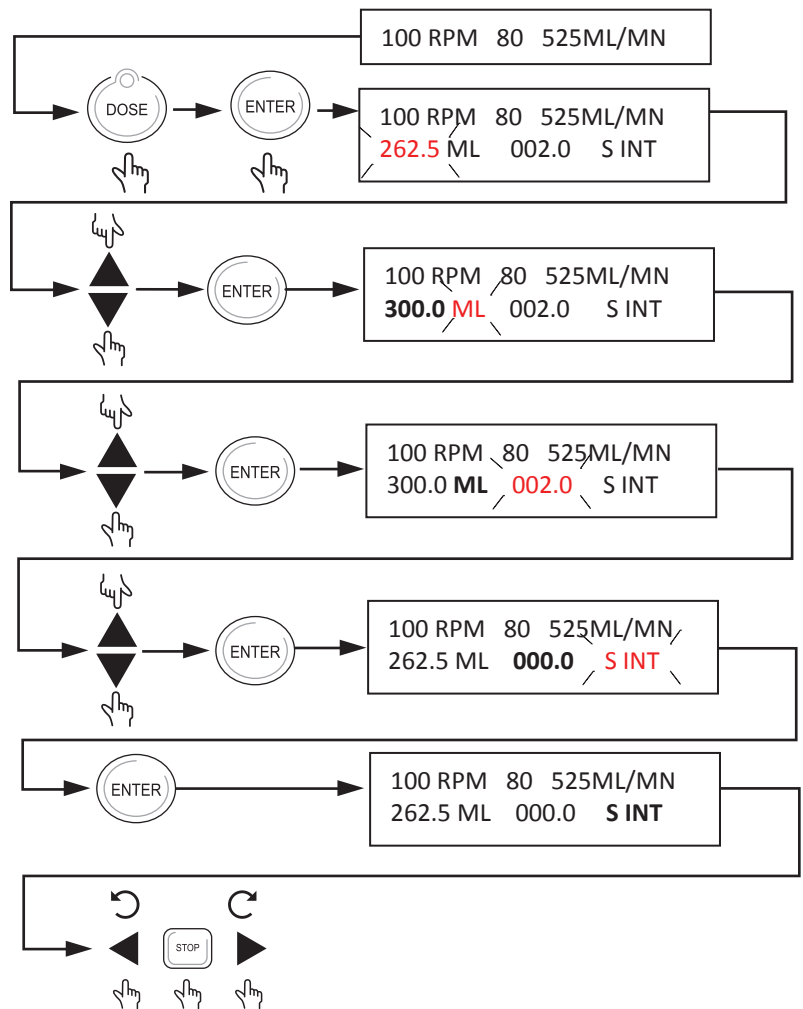 100 RPM 80 525ML/MN
DOSE
ENTER
100 RPM 80 525ML/MN
262.5 ML 002.0 S INT
ENTER
100 RPM 80 525ML/MN
300.0 ML 002.0 S INT
ENTER
100 RPM 80 525ML/MN
300.0 ML 002.0 S INT
ENTER
100 RPM 80 525ML/MN
262.5 ML 000.0 S INT
ENTER
100 RPM 80 525ML/MN
262.5 ML 000.0 S INT
STOP